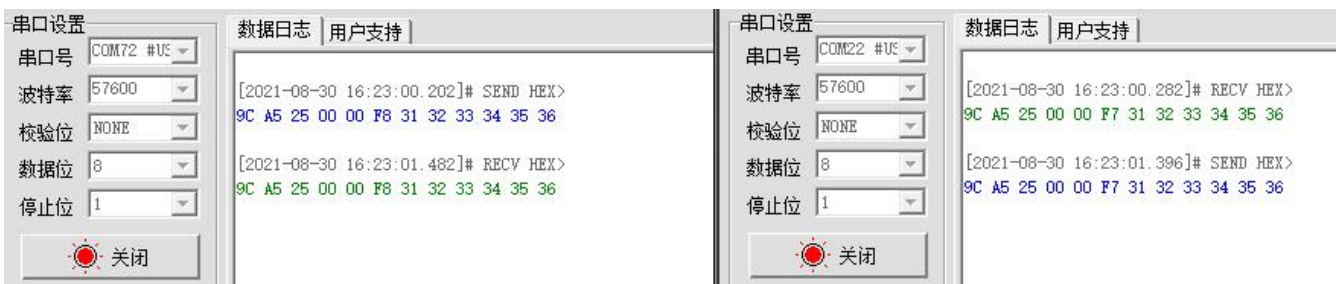 串口设置
串口号 COM72 #US
波特率 57600
校验位 NONE
数据位 8
停止位 1
关闭
数据日志 用户支持
[2021-08-30 16:23:00.202]# SEND HEX>
9C A5 25 00 00 F8 31 32 33 34 35 36
[2021-08-30 16:23:01.482]# RECV HEX>
9C A5 25 00 00 F8 31 32 33 34 35 36
串口设置
串口号 COM22 #US
波特率 57600
校验位 NONE
数据位 8
停止位 1
关闭
数据日志 用户支持
[2021-08-30 16:23:00.282]# RECV HEX>
9C A5 25 00 00 F7 31 32 33 34 35 36
[2021-08-30 16:23:01.396]# SEND HEX>
9C A5 25 00 00 F7 31 32 33 34 35 36